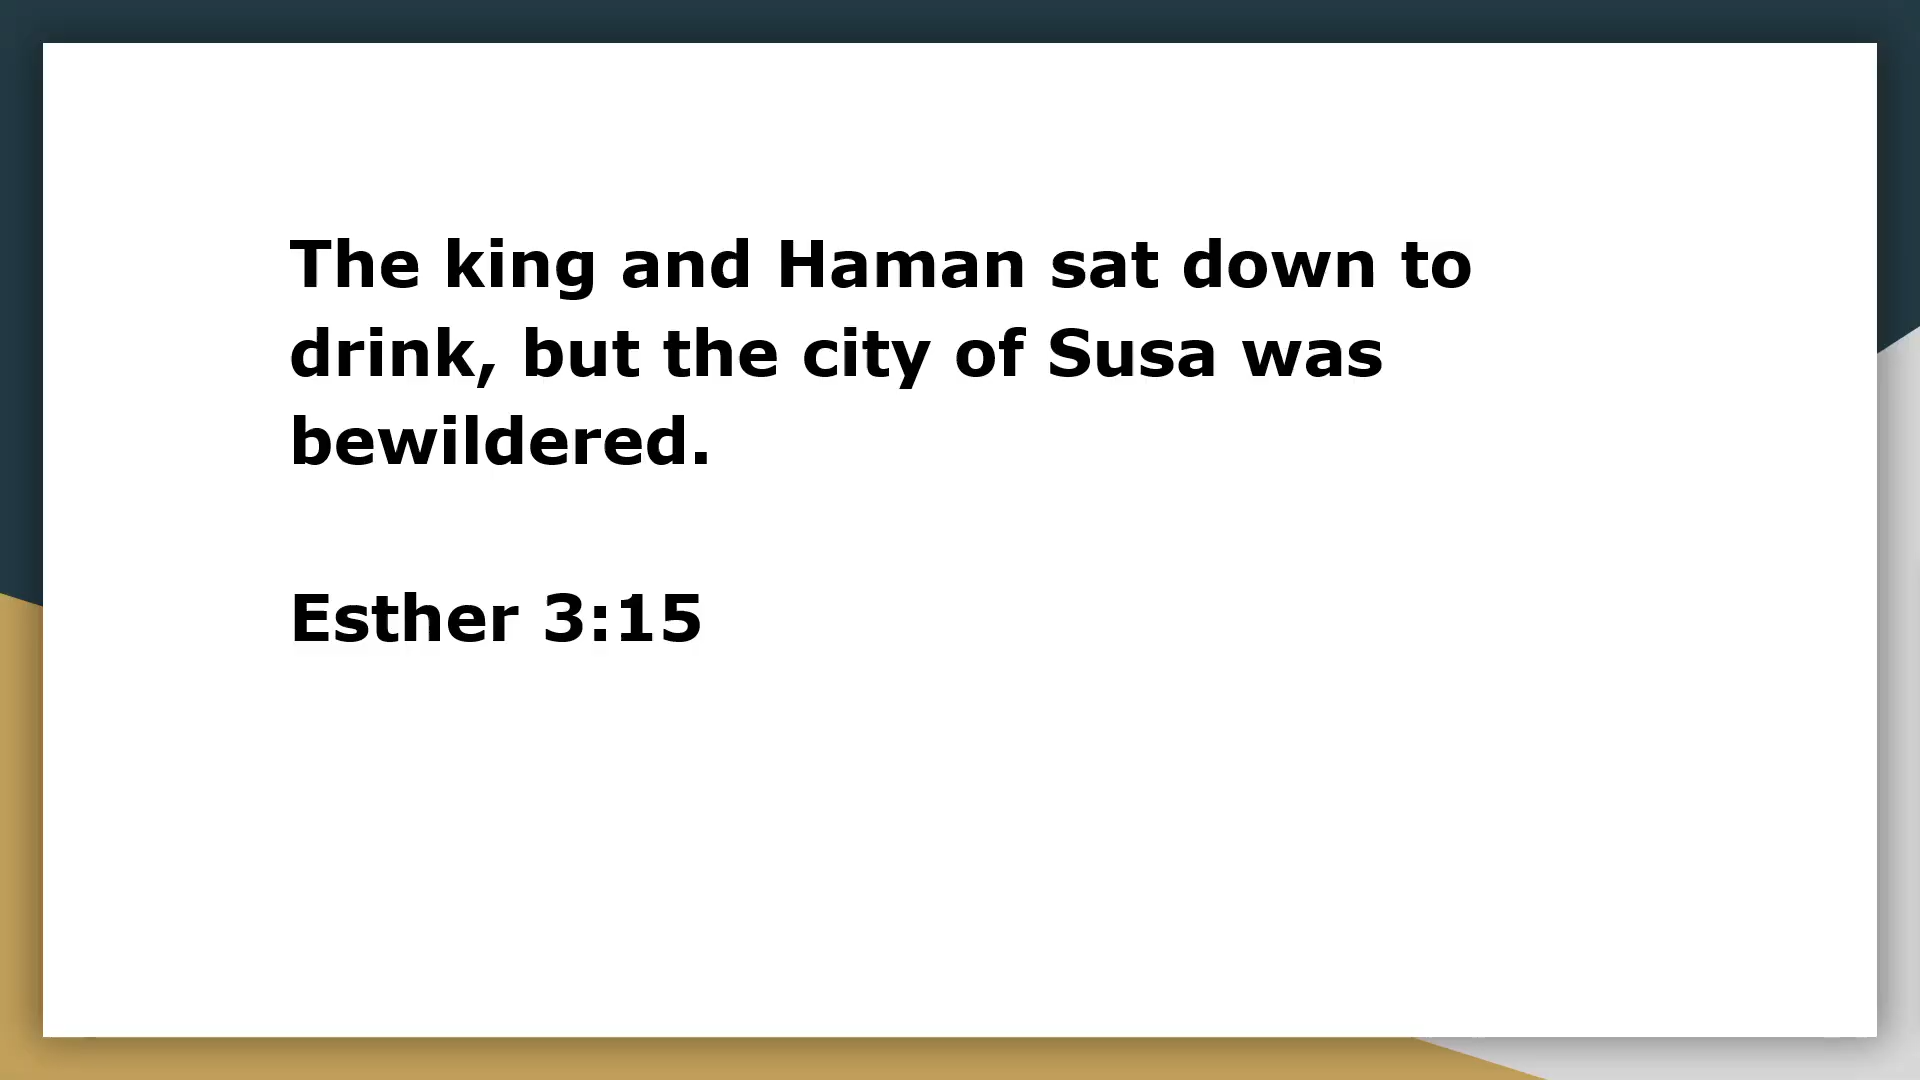 The king and Haman sat down to
drink, but the city of Susa was
bewildered.
Esther 3:15